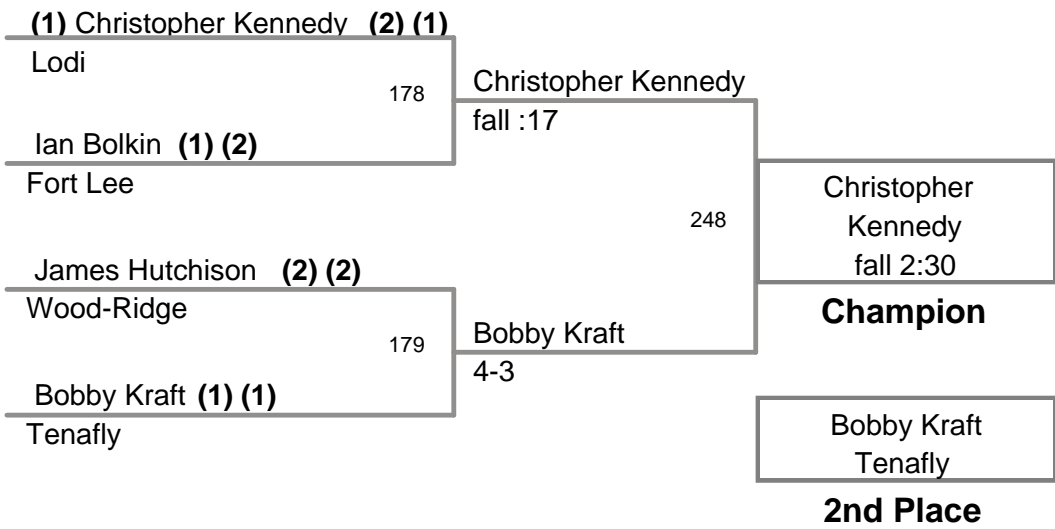 (1) Christopher Kennedy (2) (1)
Lodi
178
Ian Bolkin (1) (2)
Fort Lee
Christopher Kennedy
fall :17
James Hutchison (2) (2)
Wood-Ridge
179
Bobby Kraft (1) (1)
Tenafly
Bobby Kraft
4-3
248
Christopher
Kennedy
fall 2:30
Champion
Bobby Kraft
Tenafly
2nd Place